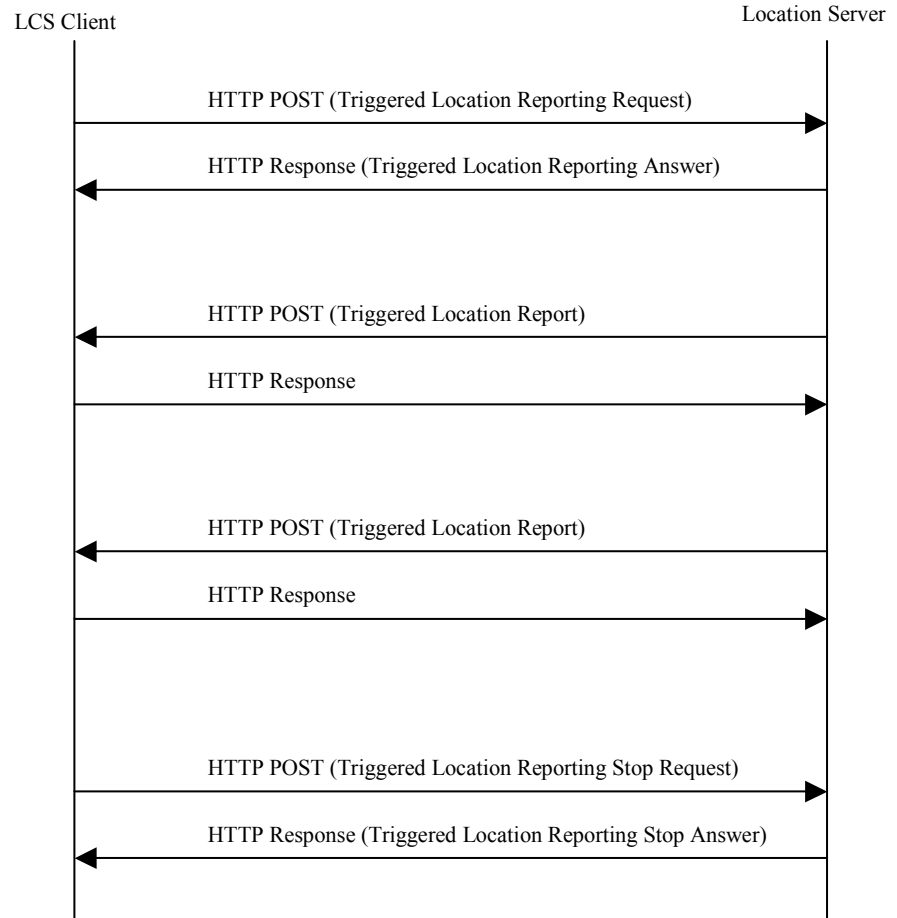 LCS Client
Location Server
HTTP POST (Triggered Location Reporting Request)
HTTP Response (Triggered Location Reporting Answer)
HTTP POST (Triggered Location Report)
HTTP Response
HTTP POST (Triggered Location Report)
HTTP Response
HTTP POST (Triggered Location Reporting Stop Request)
HTTP Response (Triggered Location Reporting Stop Answer)